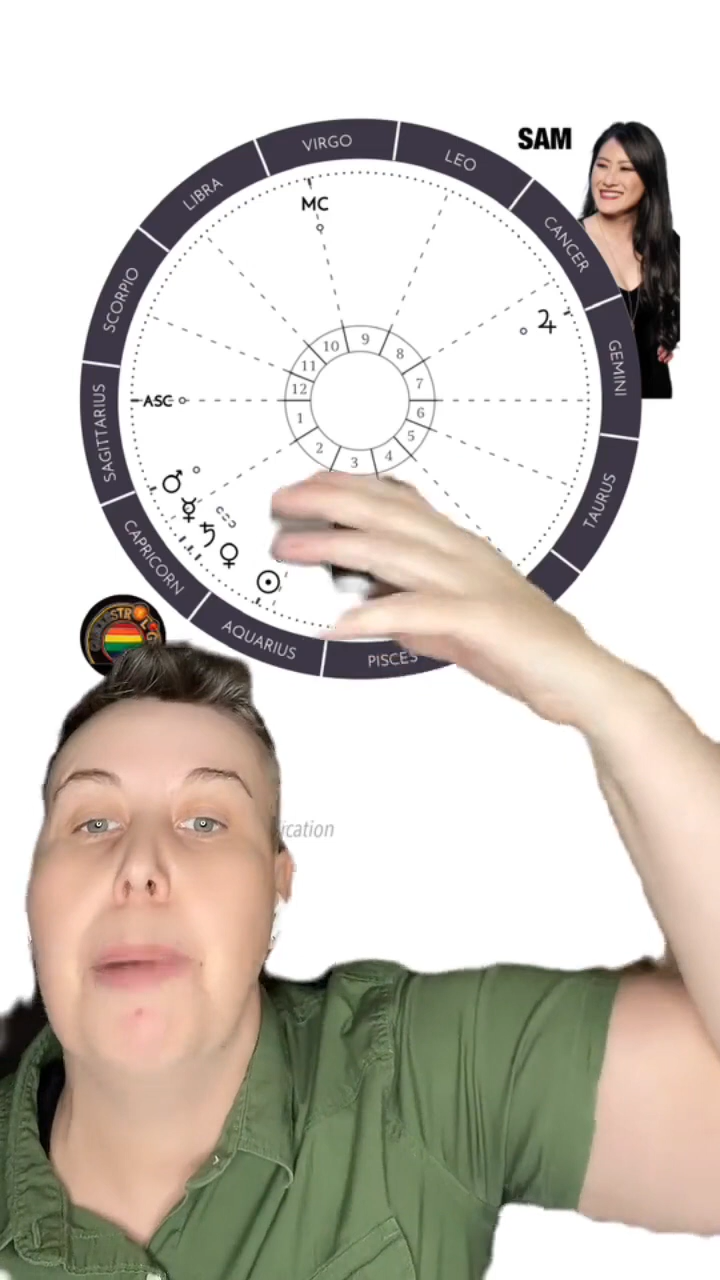 SAM
VIRGO
LEO
LIBRA
CANCER
MC
SCORPIO
GEMINI
10
9
8
11
7
12
ASC
6
1
5
2
3
4
SAGITTARIUS
TAURUS
CAPRICORN
AQUARIUS
PISCES
ication